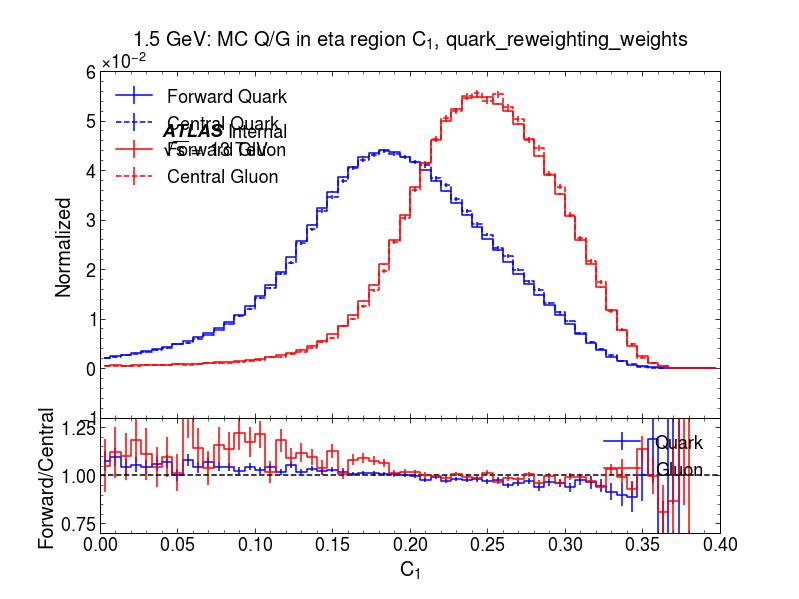 1.5 GeV: MC Q/G in eta region C₁, quark_reweighting_weights
×10⁻²
6
5
4
3
2
1
0
−1
Normalized
Forward Quark
Central Quark
ATLAS Internal
Forward Gluon
√s = 13 TeV
Central Gluon
1.25
1.00
0.75
Forward/Central
Quark
Gluon
0.00 0.05 0.10 0.15 0.20 0.25 0.30 0.35 0.40
C₁